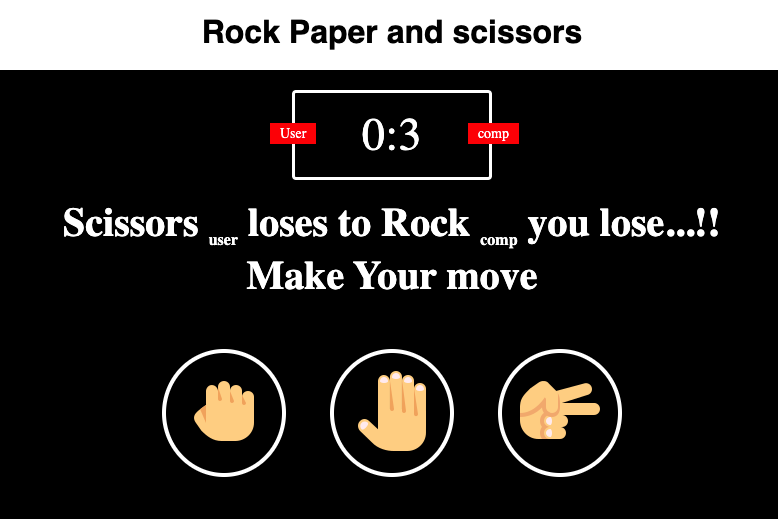 Rock Paper and scissors
User 0:3 comp
Scissors user loses to Rock comp you lose...!!
Make Your move